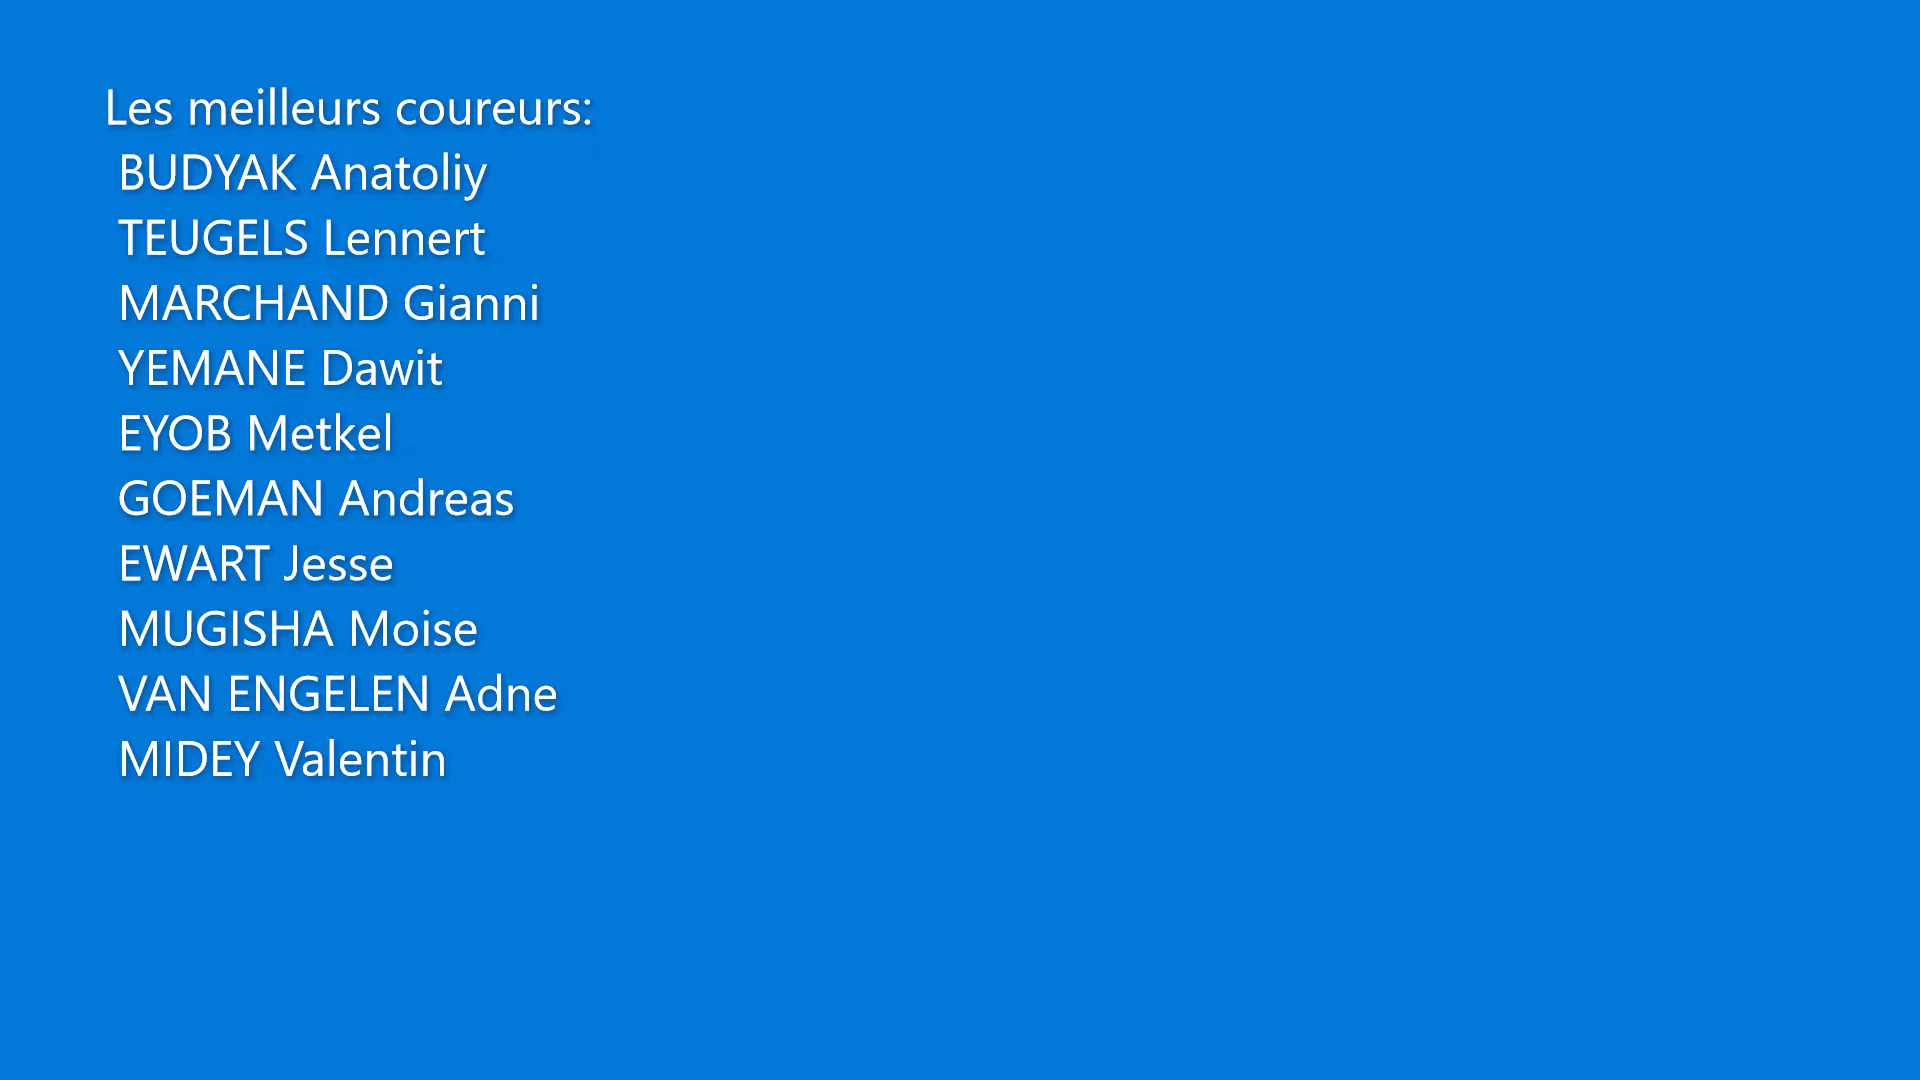 Les meilleurs coureurs:
BUDYAK Anatoliy
TEUGELS Lennert
MARCHAND Gianni
YEMANE Dawit
EYOB Metkel
GOEMAN Andreas
EWART Jesse
MUGISHA Moise
VAN ENGELEN Adne
MIDEY Valentin